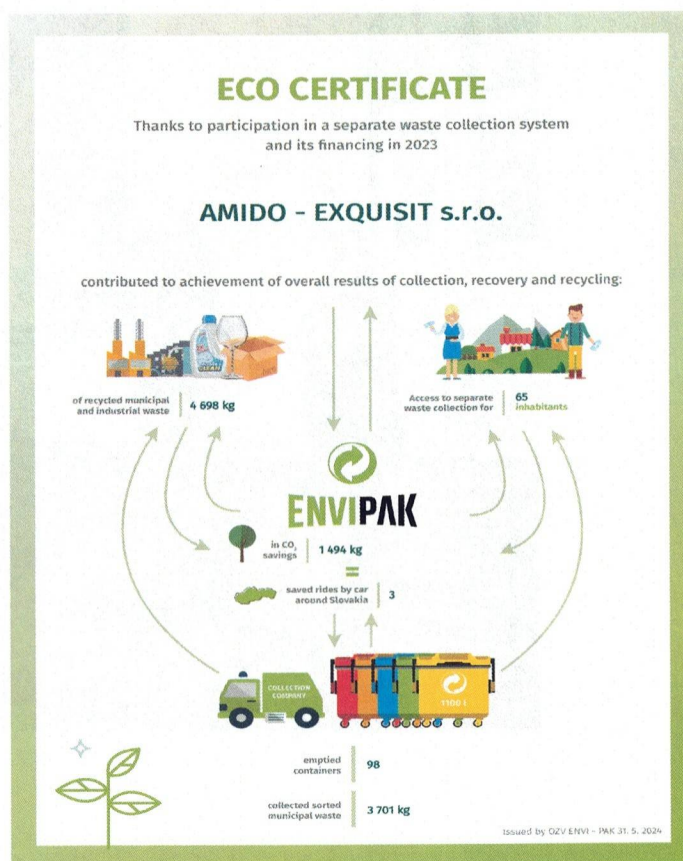 ECO CERTIFICATE
Thanks to participation in a separate waste collection system
and its financing in 2023
AMIDO - EXQUISIT s.r.o.
contributed to achievement of overall results of collection, recovery and recycling:
CLEAN
of recycled municipal
and industrial waste
4 698 kg
Access to separate
waste collection for
65
inhabitants
ENVIPAK
in CO₂
savings
1 494 kg
=
saved rides by car
around Slovakia
3
COLLECTION
COMPANY
1100 l
emptied
containers
98
collected sorted
municipal waste
3 701 kg
Issued by OZV ENVI - PAK 31. 5. 2024